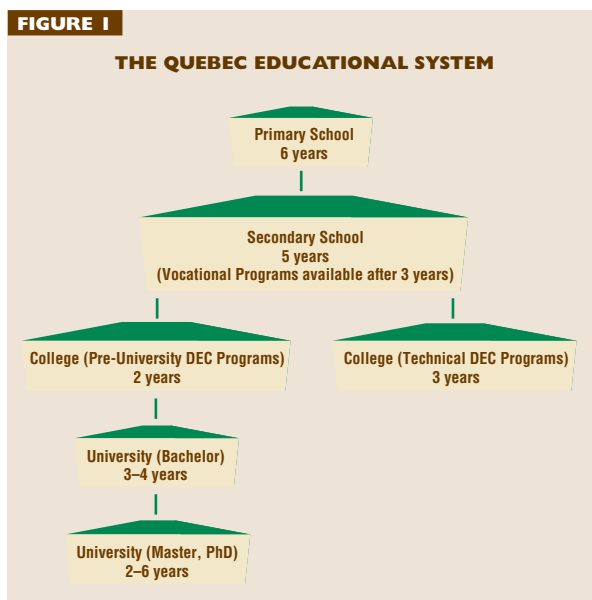 FIGURE 1
THE QUEBEC EDUCATIONAL SYSTEM
Primary School
6 years
Secondary School
5 years
(Vocational Programs available after 3 years)
College (Pre-University DEC Programs)
2 years
College (Technical DEC Programs)
3 years
University (Bachelor)
3–4 years
University (Master, PhD)
2–6 years